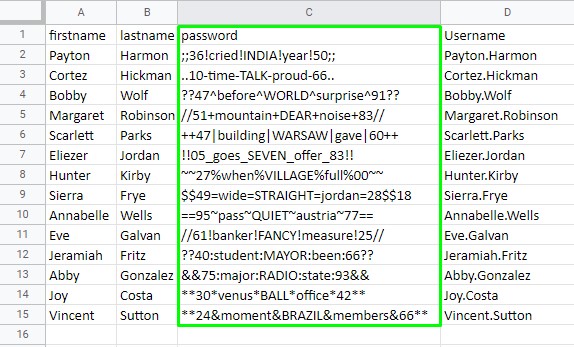 A B C D
1 firstname lastname password Username
2 Payton Harmon ;;36!cried!INDIA!year!50;; Payton.Harmon
3 Cortez Hickman ..10-time-TALK-proud-66.. Cortez.Hickman
4 Bobby Wolf ??47^before^WORLD^surprise^91?? Bobby.Wolf
5 Margaret Robinson //51+mountain+DEAR+noise+83// Margaret.Robinson
6 Scarlett Parks ++47|building|WARSAW|gave|60++ Scarlett.Parks
7 Eliezer Jordan !!05_goes_SEVEN_offer_83!! Eliezer.Jordan
8 Hunter Kirby ~~27%when%VILLAGE%full%00~~ Hunter.Kirby
9 Sierra Frye $$49=wide=STRAIGHT=jordan=28$$18 Sierra.Frye
10 Annabelle Wells ==95~pass~QUIET~austria~77== Annabelle.Wells
11 Eve Galvan //61!banker!FANCY!measure!25// Eve.Galvan
12 Jeramiah Fritz ??40:student:MAYOR:been:66?? Jeramiah.Fritz
13 Abby Gonzalez &&75:major:RADIO:state:93&& Abby.Gonzalez
14 Joy Costa **30*venus*BALL*office*42** Joy.Costa
15 Vincent Sutton **24&moment&BRAZIL&members&66** Vincent.Sutton
16